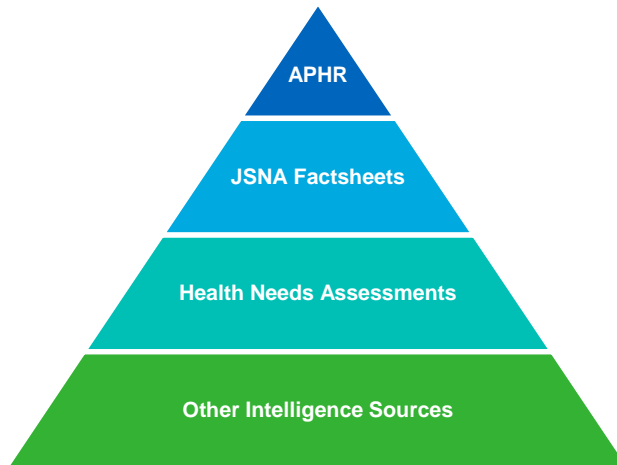 APHR
JSNA Factsheets
Health Needs Assessments
Other Intelligence Sources